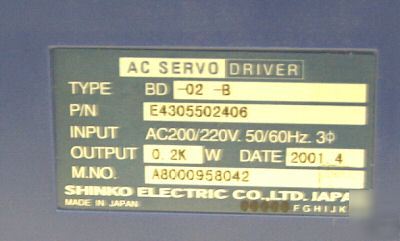 AC SERVO DRIVER
TYPE BD -02 -B
P/N E4305502406
INPUT AC200/220V. 50/60Hz. 3Φ
OUTPUT 0.2K W DATE 2001.4
M.NO. A8000958042
SHINKO ELECTRIC CO.,LTD. JAPA
MADE IN JAPAN FGHIJK